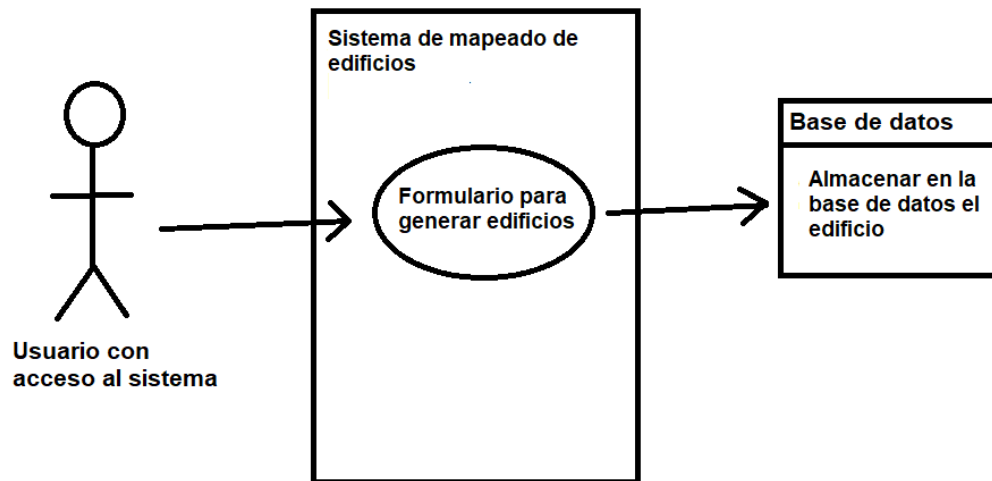 Sistema de mapeado de
edificios
Base de datos
Formulario para
generar edificios
Almacenar en la
base de datos el
edificio
Usuario con
acceso al sistema